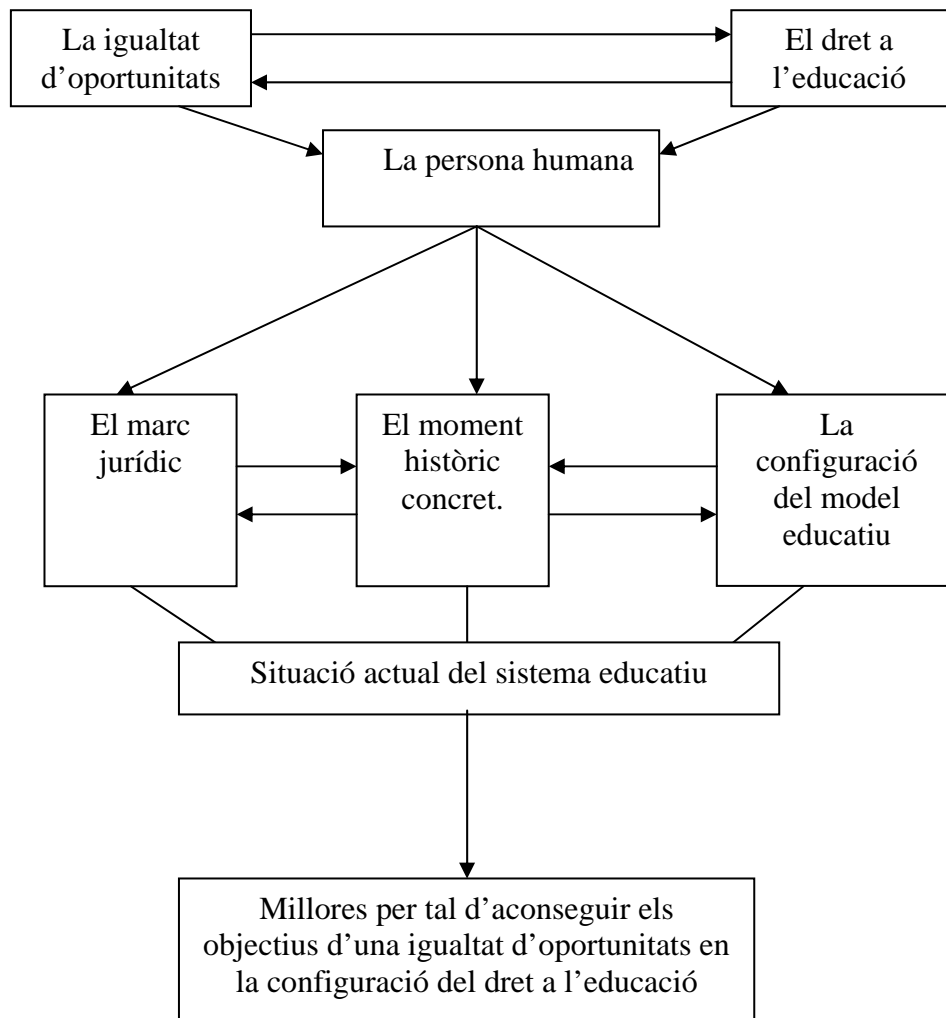 La igualtat
d’oportunitats
El dret a
l’educació
La persona humana
El marc
jurídic
El moment
històric
concret.
La
configuració
del model
educatiu
Situació actual del sistema educatiu
Millores per tal d’aconseguir els
objectius d’una igualtat d’oportunitats en
la configuració del dret a l’educació